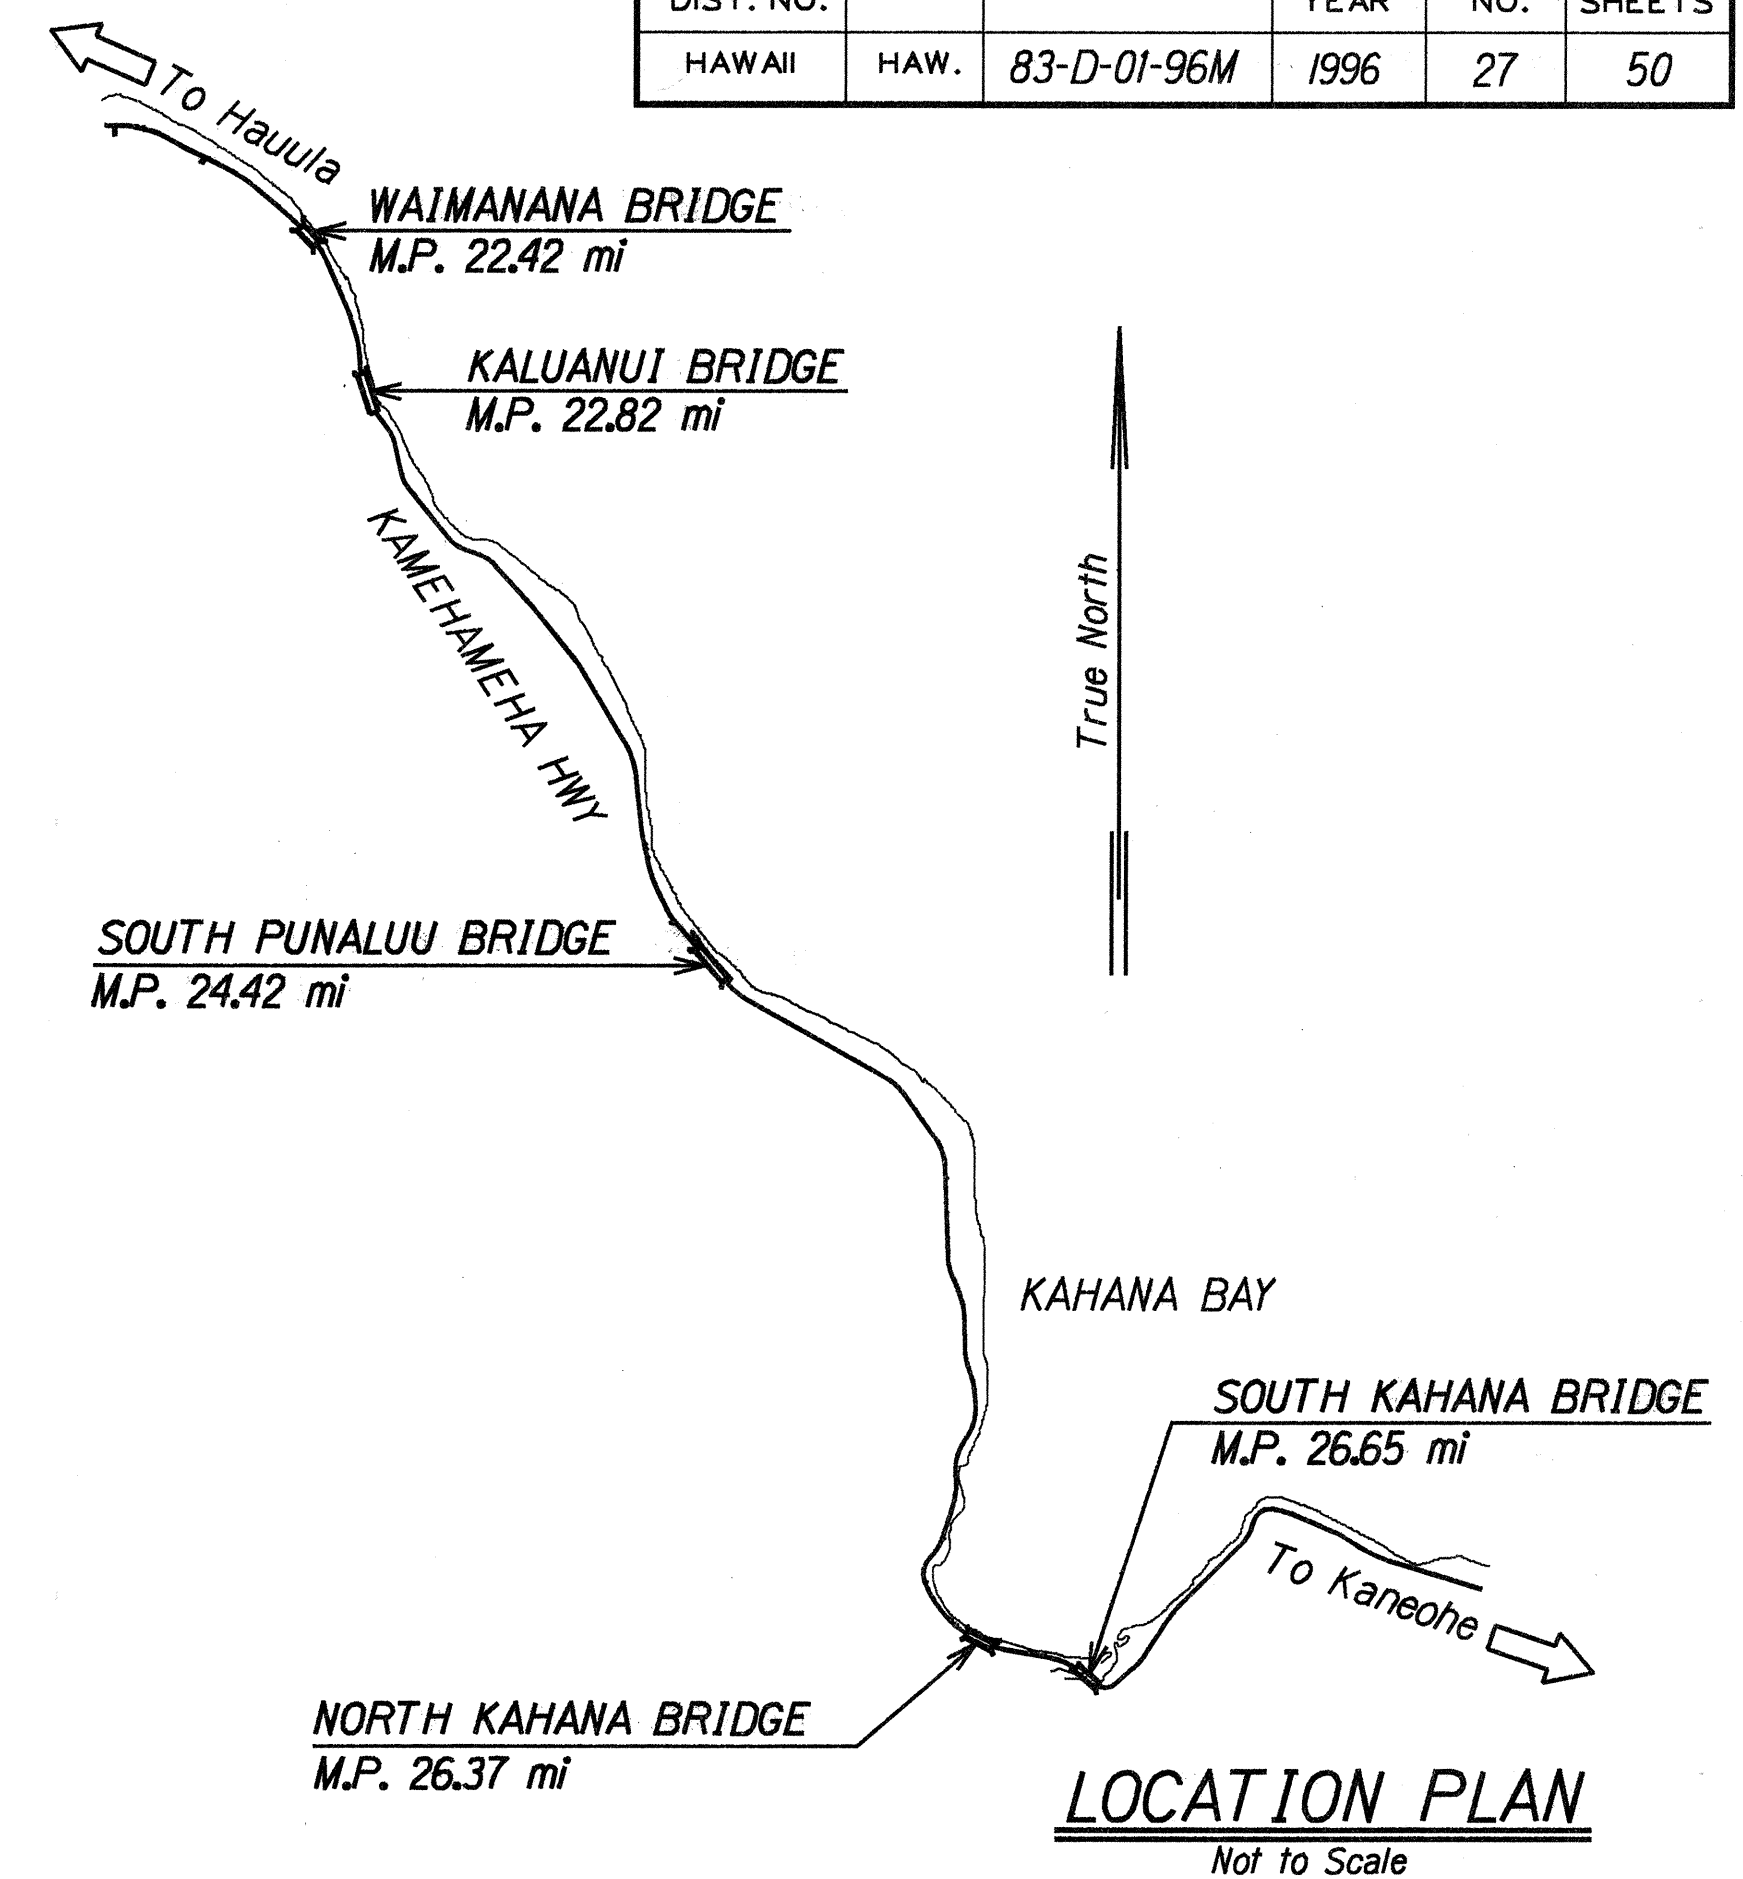 DIST. NO. YEAR NO. SHEETS
HAWAII HAW. 83-D-01-96M 1996 27 50
To Hauula
WAIMANANA BRIDGE
M.P. 22.42 mi
KALUANUI BRIDGE
M.P. 22.82 mi
KAMEHAMEHA HWY
True North
SOUTH PUNALUU BRIDGE
M.P. 24.42 mi
KAHANA BAY
SOUTH KAHANA BRIDGE
M.P. 26.65 mi
To Kaneohe
NORTH KAHANA BRIDGE
M.P. 26.37 mi
LOCATION PLAN
Not to Scale